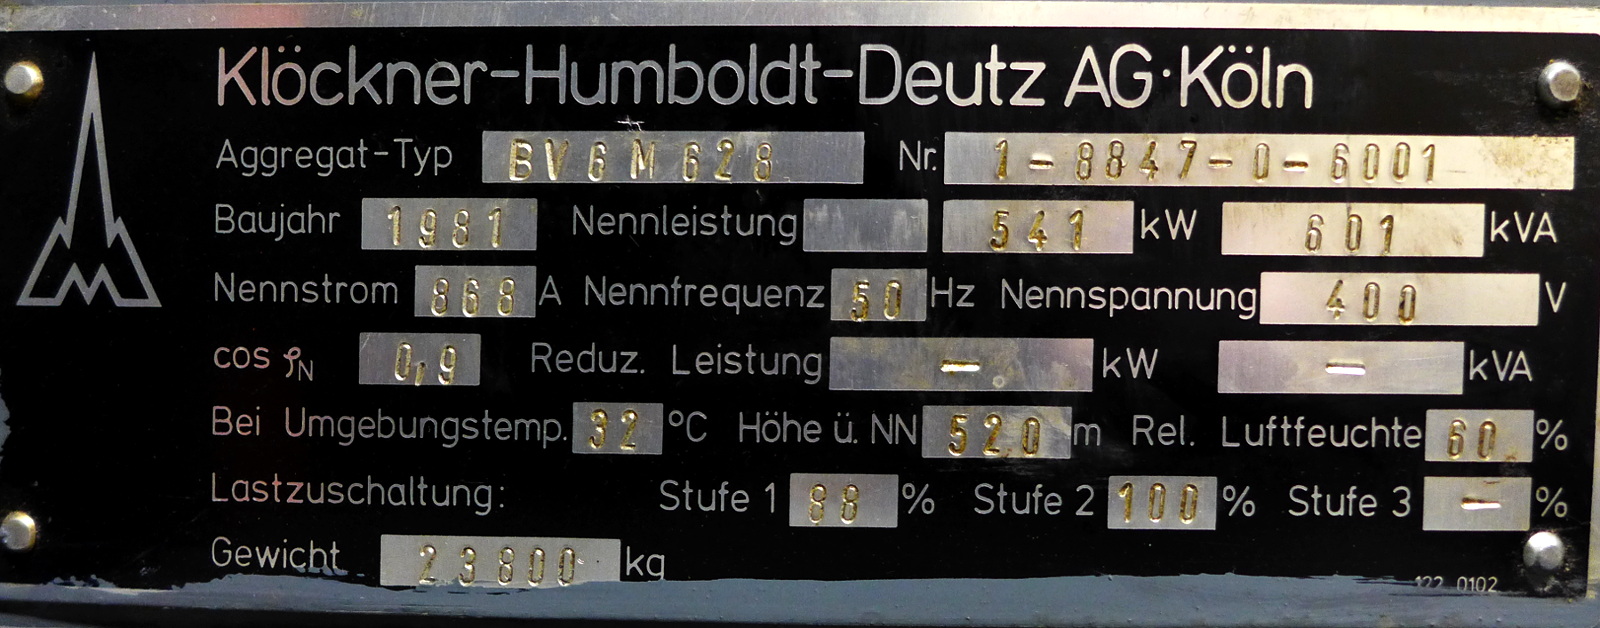 Klöckner-Humboldt-Deutz AG·Köln
Aggregat-Typ BV6M628 Nr. 1-8847-0-6001
Baujahr 1981 Nennleistung 541 kW 601 kVA
Nennstrom 868 A Nennfrequenz 50 Hz Nennspannung 400 V
cos φN 0,9 Reduz. Leistung - kW - kVA
Bei Umgebungstemp. 32 °C Höhe ü. NN 520 m Rel. Luftfeuchte 60 %
Lastzuschaltung: Stufe 1 88 % Stufe 2 100 % Stufe 3 - %
Gewicht 23800 kg
122 0102